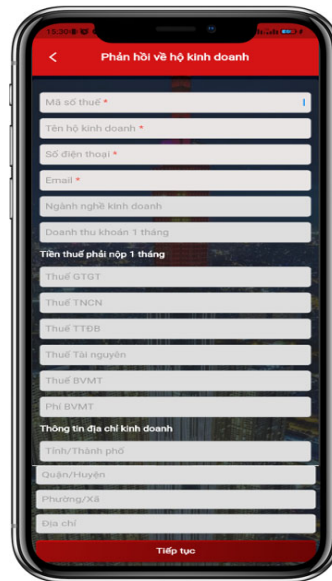 15:20
Phản hồi về hộ kinh doanh
Mã số thuế *
Tên hộ kinh doanh *
Số điện thoại *
Email *
Ngành nghề kinh doanh
Doanh thu khoán 1 tháng
Tiền thuế phải nộp 1 tháng
Thuế GTGT
Thuế TNCN
Thuế TTĐB
Thuế Tài nguyên
Thuế BVMT
Phí BVMT
Thông tin địa chỉ kinh doanh
Tỉnh/Thành phố
Quận/Huyện
Phường/Xã
Địa chỉ
Tiếp tục